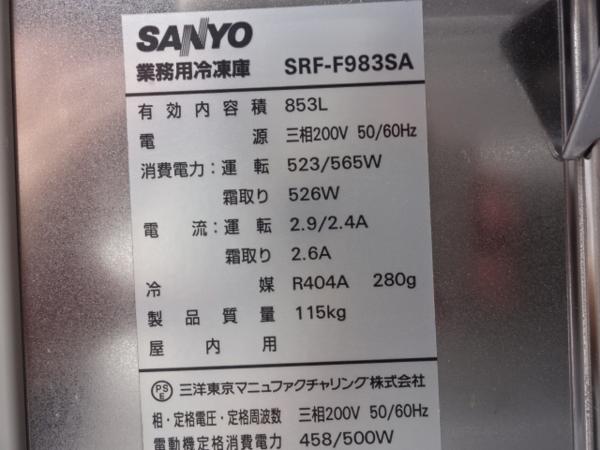 SANYO
業務用冷凍庫 SRF-F983SA
有効内容積 853L
電源 三相200V 50/60Hz
消費電力:運転 523/565W
霜取り 526W
電流:運転 2.9/2.4A
霜取り 2.6A
冷媒 R404A 280g
製品質量 115kg
屋内用
PSE 三洋東京マニュファクチャリング株式会社
相・定格電圧・定格周波数 三相200V 50/60Hz
電動機定格消費電力 458/500W